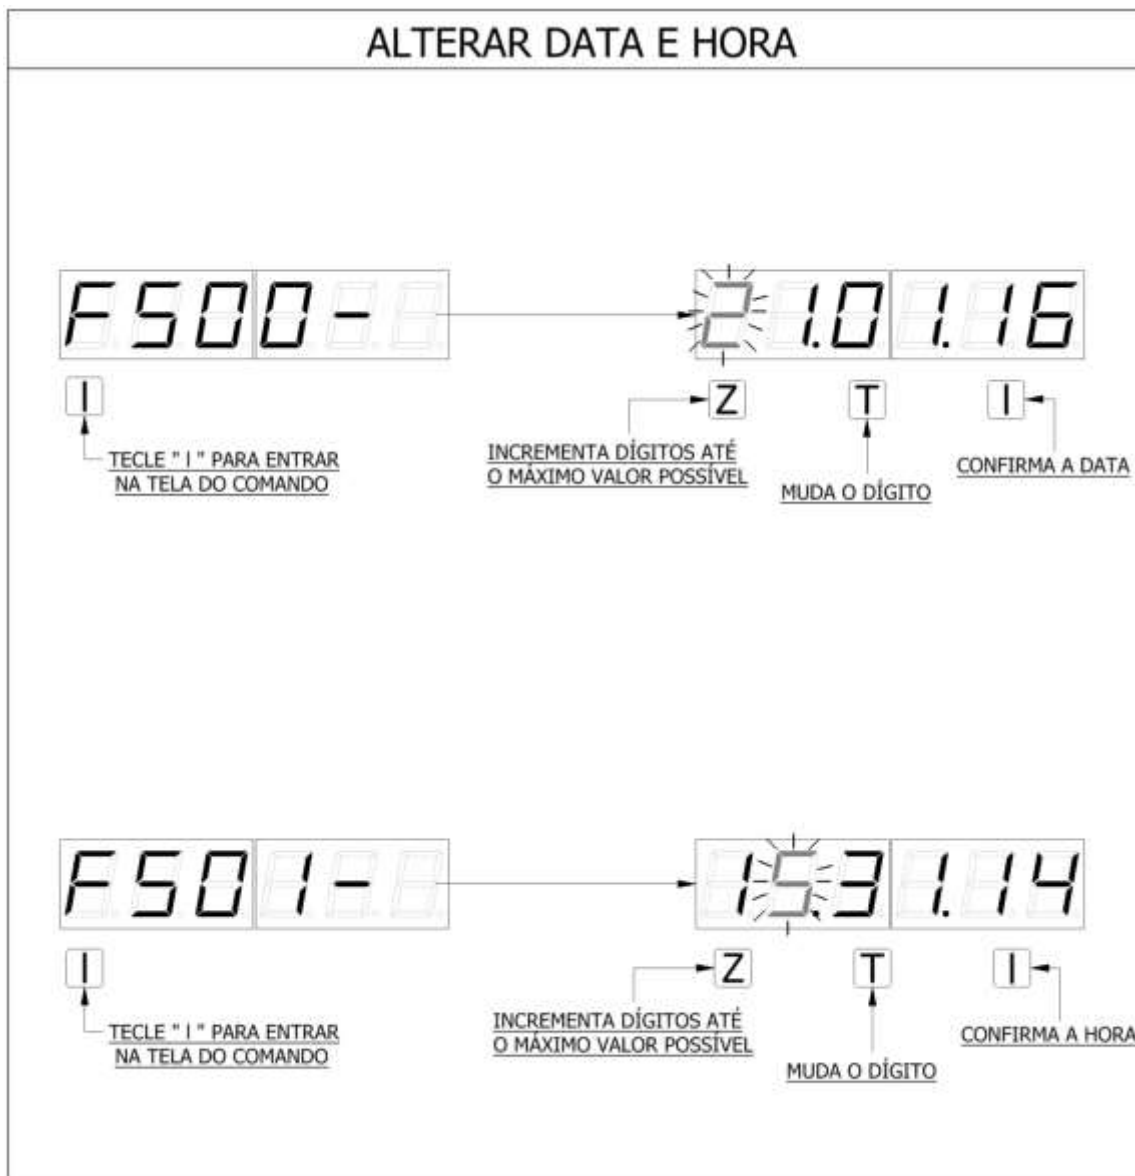 ALTERAR DATA E HORA
FS00-
21.01.16
I
Z
T
I
TECLE " I " PARA ENTRAR
NA TELA DO COMANDO
INCREMENTA DÍGITOS ATÉ
O MÁXIMO VALOR POSSÍVEL
MUDA O DÍGITO
CONFIRMA A DATA
FS01-
15.31.14
I
Z
T
I
TECLE " I " PARA ENTRAR
NA TELA DO COMANDO
INCREMENTA DÍGITOS ATÉ
O MÁXIMO VALOR POSSÍVEL
MUDA O DÍGITO
CONFIRMA A HORA